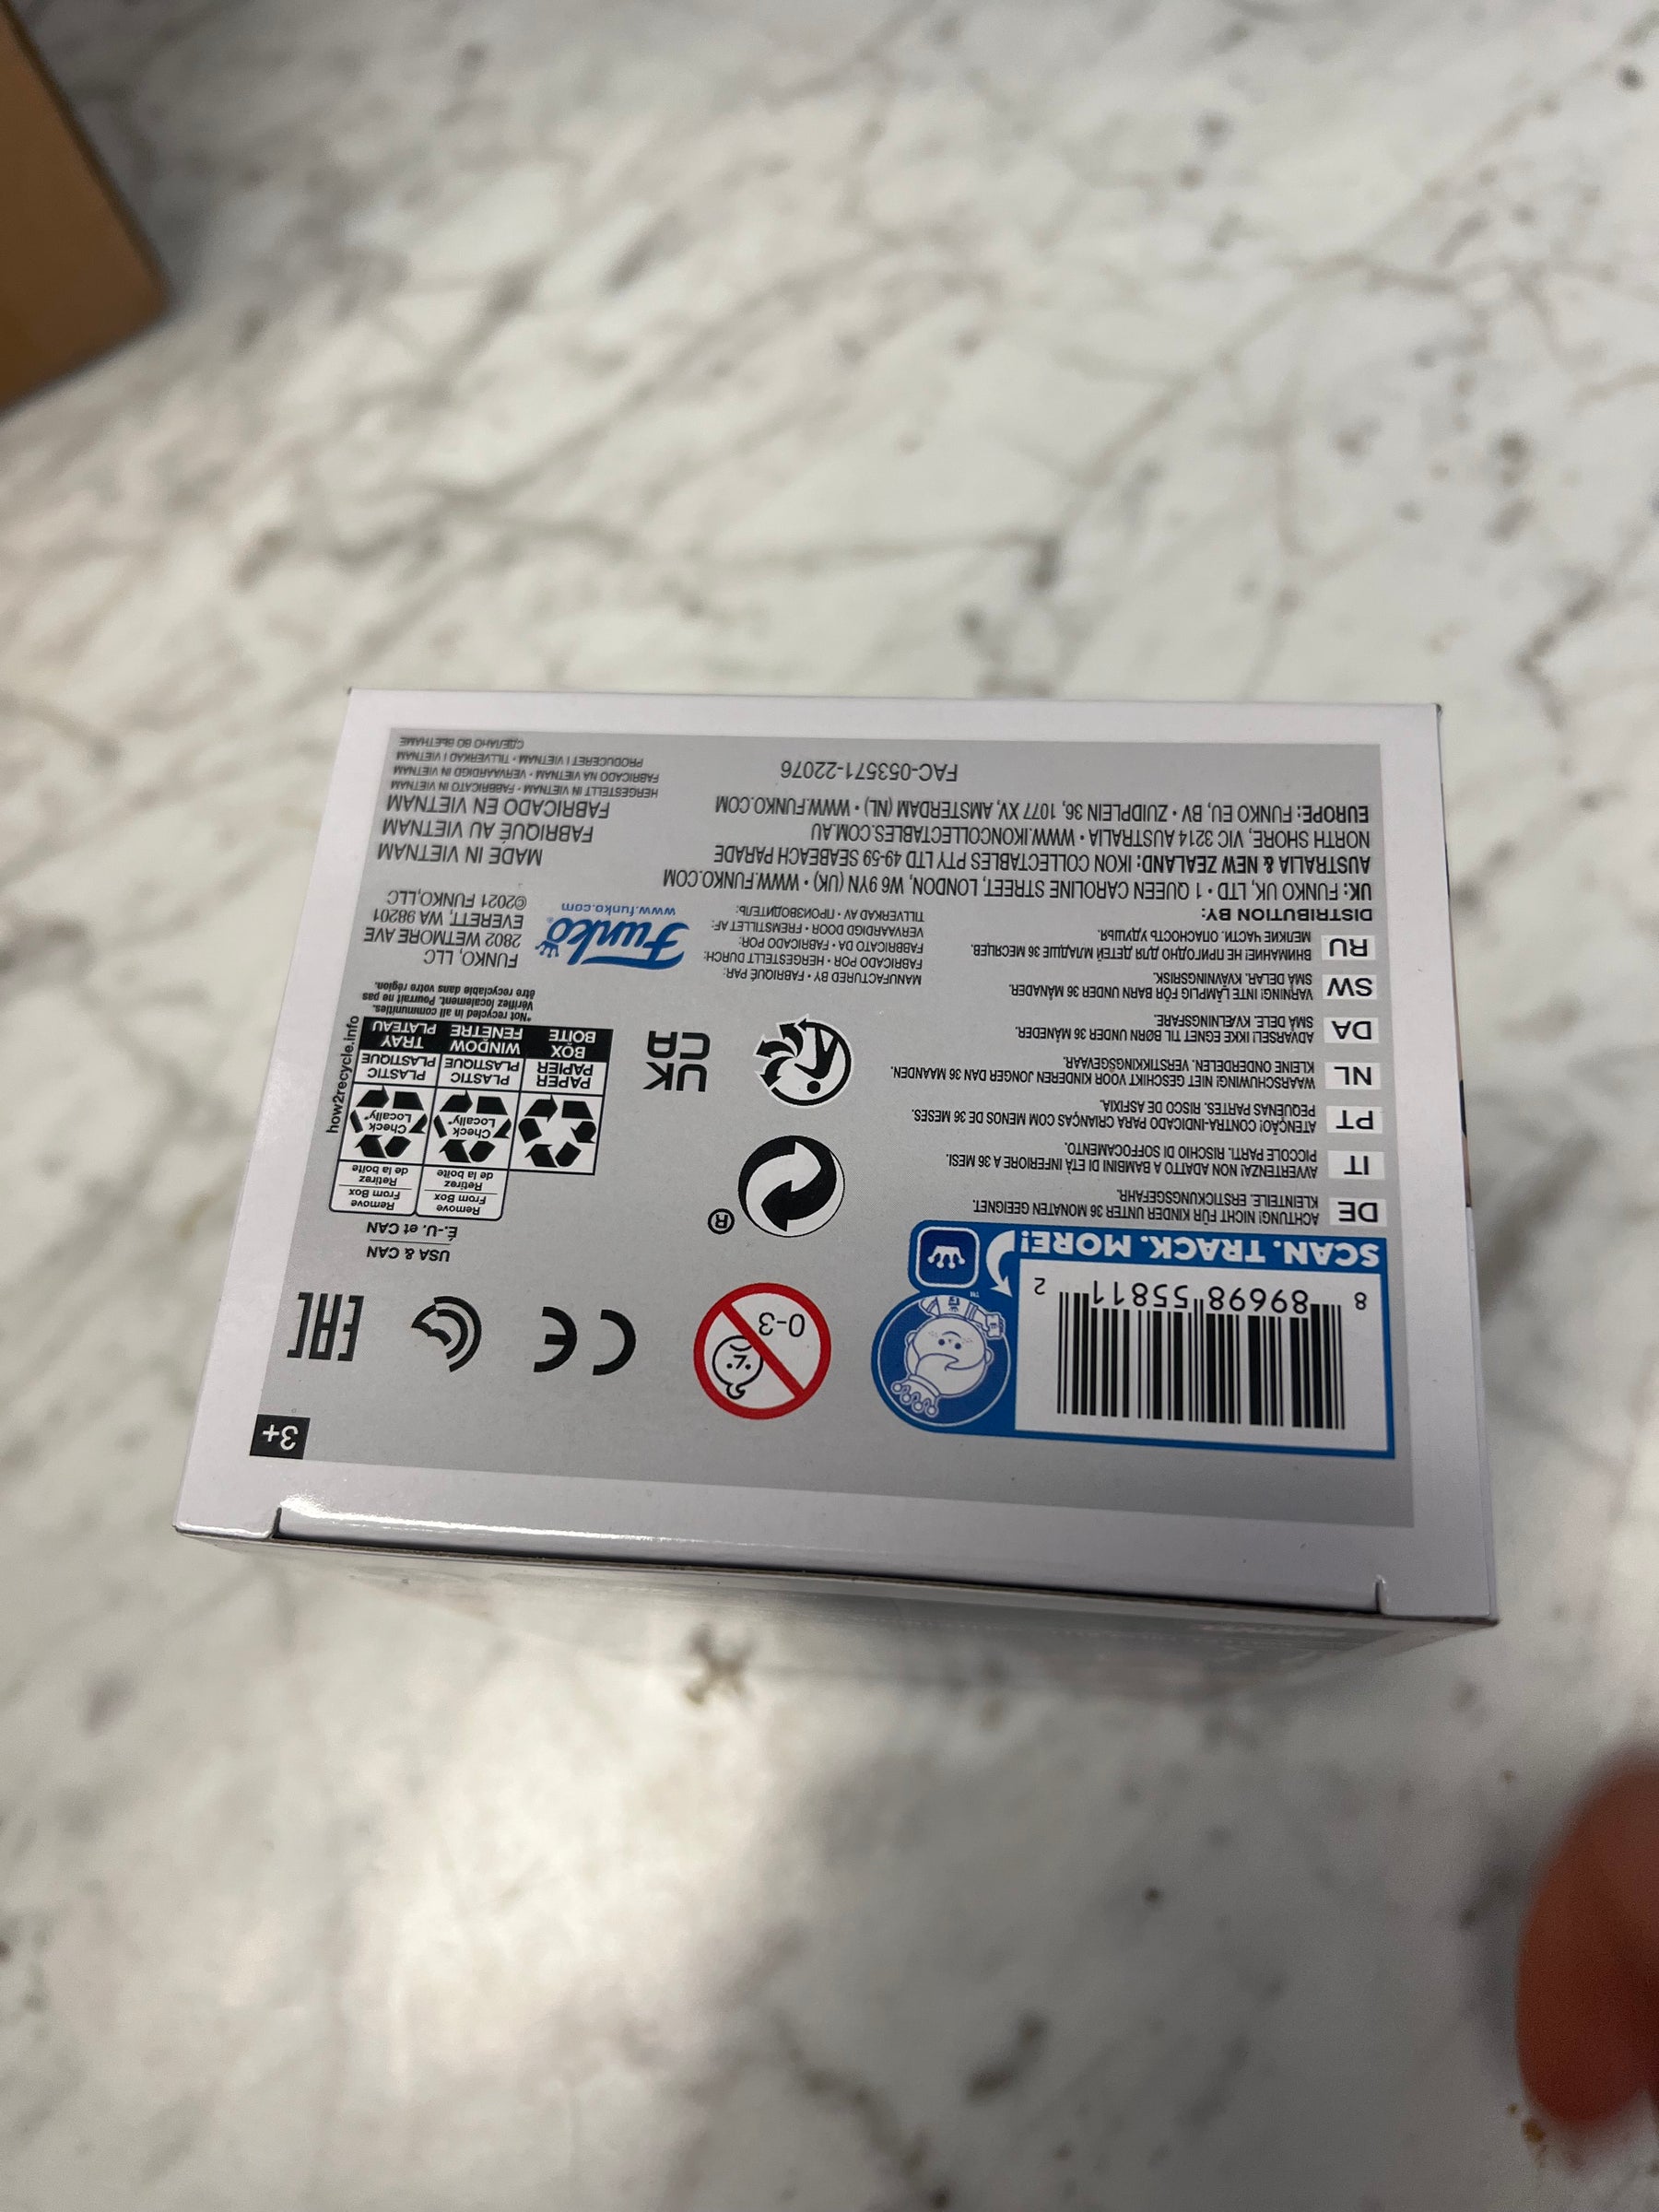 8 89698 55811 2
SCAN. TRACK. MORE!
TM
0-3
CE
EAC
3+
DE
ACHTUNG! NICHT FÜR KINDER UNTER 36 MONATEN GEEIGNET.
KLEINTEILE. ERSTICKUNGSGEFAHR.
IT
AVVERTENZA! NON ADATTO A BAMBINI DI ETÀ INFERIORE A 36 MESI.
PICCOLE PARTI. RISCHIO DI SOFFOCAMENTO.
PT
ATENÇÃO! CONTRA-INDICADO PARA CRIANÇAS COM MENOS DE 36 MESES.
PEQUENAS PARTES. RISCO DE ASFIXIA.
NL
WAARSCHUWING! NIET GESCHIKT VOOR KINDEREN JONGER DAN 36 MAANDEN.
KLEINE ONDERDELEN. VERSTIKKINGSGEVAAR.
DA
ADVARSEL! IKKE EGNET TIL BØRN UNDER 36 MÅNEDER.
SMÅ DELE. KVÆLNINGSFARE.
SW
VARNING! INTE LÄMPLIG FÖR BARN UNDER 36 MÅNADER.
SMÅ DELAR. KVÄVNINGSRISK.
RU
ВНИМАНИЕ! НЕ ПРИГОДНО ДЛЯ ДЕТЕЙ МЛАДШЕ 36 МЕСЯЦЕВ.
МЕЛКИЕ ЧАСТИ. ОПАСНОСТЬ УДУШЬЯ.
®
UK
CA
USA & CAN
É.-U. et CAN
Remove
From Box
Retirez
de la boîte
Remove
From Box
Retirez
de la boîte
Check
Locally*
Check
Locally*
PAPER
PAPIER
PLASTIC
PLASTIQUE
PLASTIC
PLASTIQUE
BOX
BOÎTE
WINDOW
FENÊTRE
TRAY
PLATEAU
how2recycle.info
*Not recycled in all communities.
Vérifiez localement. Pourrait ne pas
être recyclable dans votre région.
MANUFACTURED BY • FABRIQUÉ PAR:
FABRICADO POR • HERGESTELLT DURCH:
FABBRICATO DA • FABRICADO POR:
VERVAARDIGD DOOR • FREMSTILLET AF:
TILLVERKAD AV • ПРОИЗВОДИТЕЛЬ:
Funko
www.funko.com
FUNKO, LLC
2802 WETMORE AVE
EVERETT, WA 98201
©2021 FUNKO,LLC
DISTRIBUTION BY:
UK: FUNKO UK, LTD • 1 QUEEN CAROLINE STREET, LONDON, W6 9YN (UK) • WWW.FUNKO.COM
AUSTRALIA & NEW ZEALAND: IKON COLLECTABLES PTY LTD 49-59 SEABEACH PARADE
NORTH SHORE, VIC 3214 AUSTRALIA • WWW.IKONCOLLECTABLES.COM.AU
EUROPE: FUNKO EU, BV • ZUIDPLEIN 36, 1077 XV, AMSTERDAM (NL) • WWW.FUNKO.COM
FAC-053571-22076
MADE IN VIETNAM
FABRIQUÉ AU VIETNAM
FABRICADO EN VIETNAM
HERGESTELLT IN VIETNAM • FABBRICATO IN VIETNAM
FABRICADO NA VIETNAM • VERVAARDIGD IN VIETNAM
PRODUCERET I VIETNAM • TILLVERKAD I VIETNAM
СДЕЛАНО ВО ВЬЕТНАМЕ